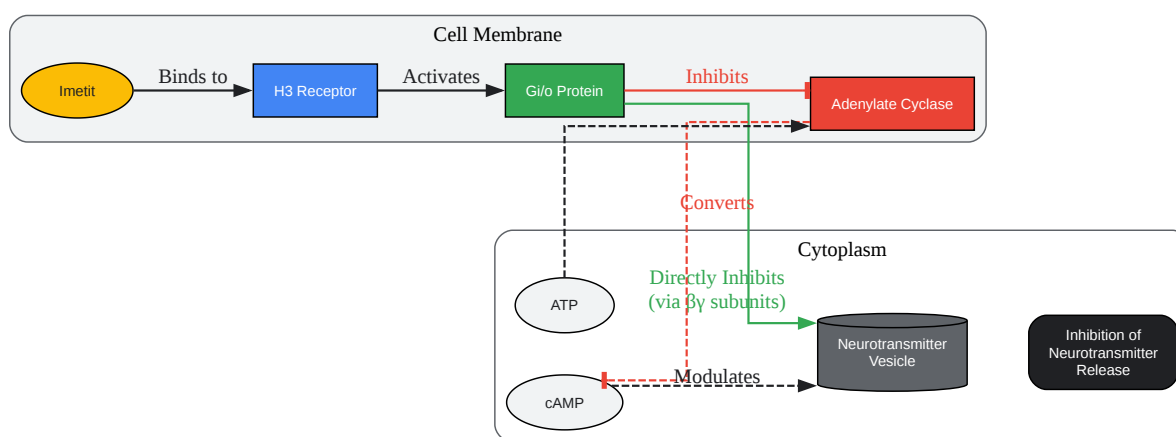 Cell Membrane
Imetit
Binds to
H3 Receptor
Activates
Gi/o Protein
Inhibits
Adenylate Cyclase
Converts
Cytoplasm
Directly Inhibits
(via βγ subunits)
ATP
Neurotransmitter
Vesicle
Inhibition of
Neurotransmitter
Release
Modulates
cAMP